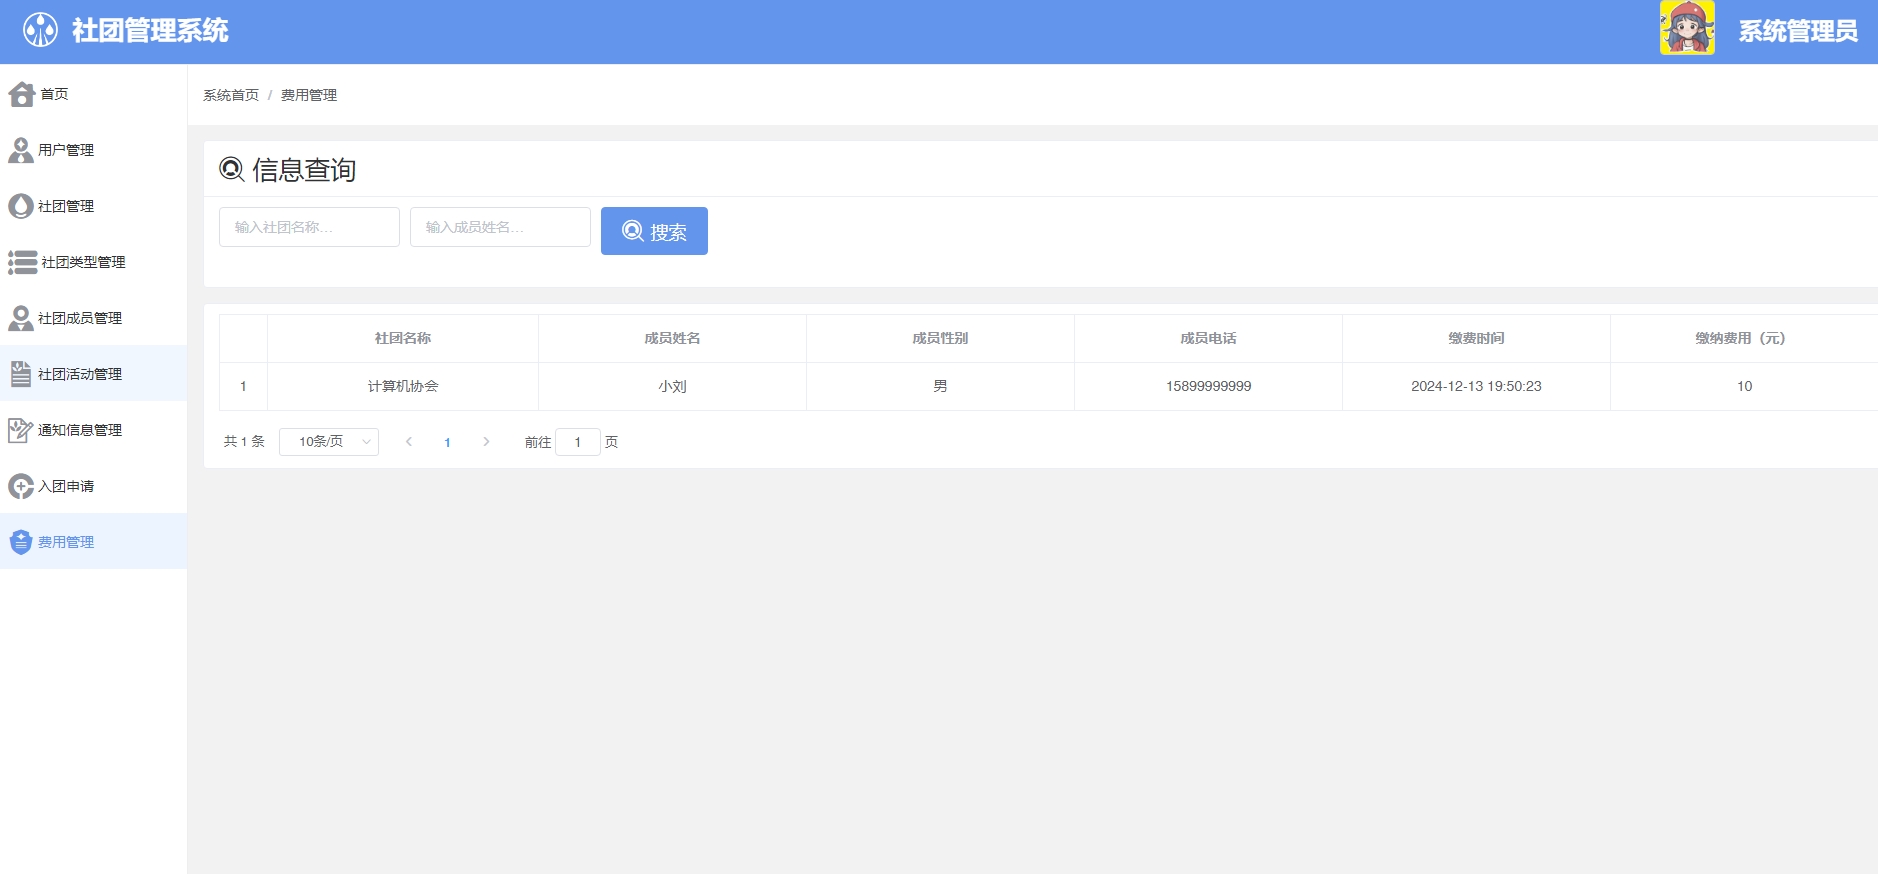 社团管理系统
系统管理员
首页
用户管理
社团管理
社团类型管理
社团成员管理
社团活动管理
通知信息管理
入团申请
费用管理
系统首页 / 费用管理
信息查询
输入社团名称... 输入成员姓名... 搜索
社团名称 成员姓名 成员性别 成员电话 缴费时间 缴纳费用（元）
1 计算机协会 小刘 男 15899999999 2024-12-13 19:50:23 10
共 1 条 10条/页 1 前往 1 页